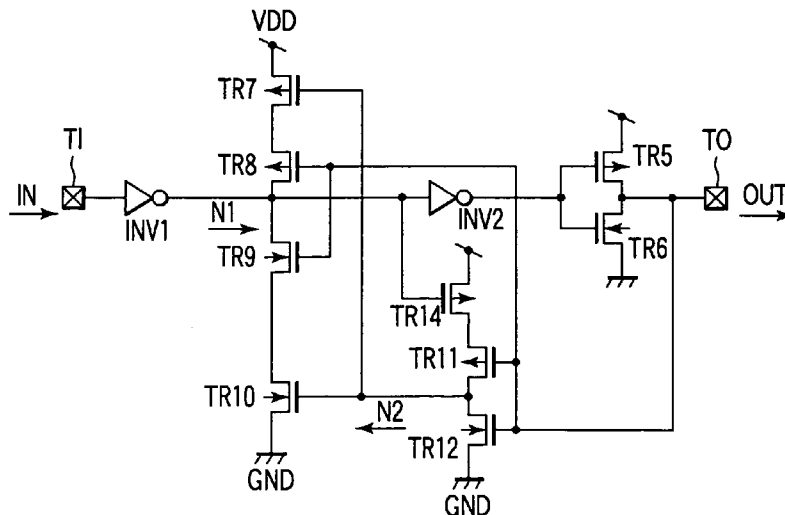 VDD
TR7
TI
TR8
TR5
TO
IN
INV1
N1
INV2
OUT
TR9
TR6
TR14
TR11
TR10
N2
TR12
GND
GND